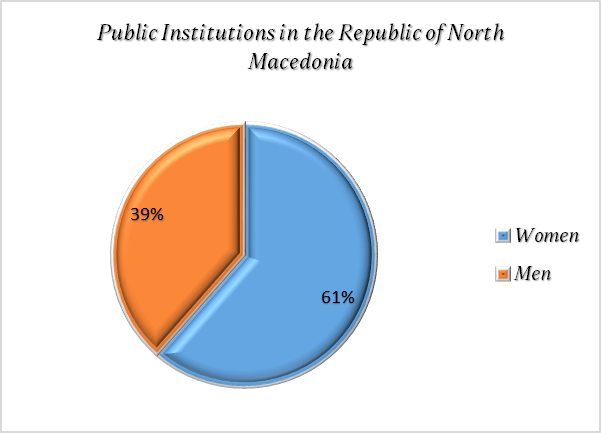 Public Institutions in the Republic of North
Macedonia
39%
61%
Women
Men